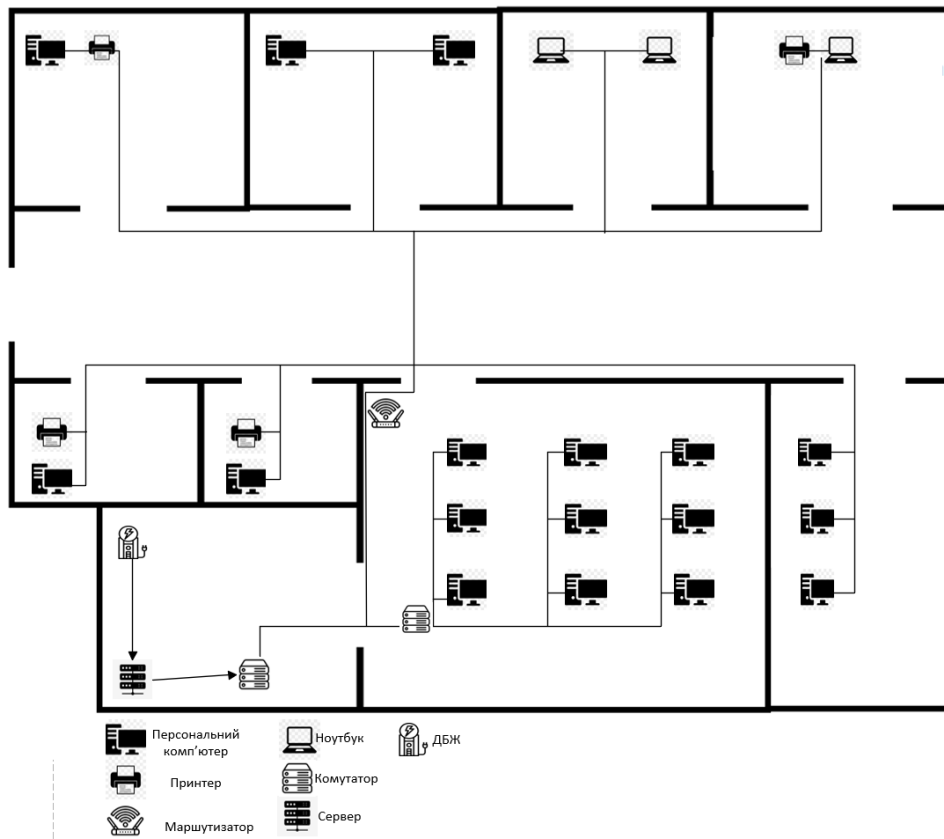 Персональний
комп'ютер
Ноутбук
ДБЖ
Принтер
Комутатор
Маршутизатор
Сервер